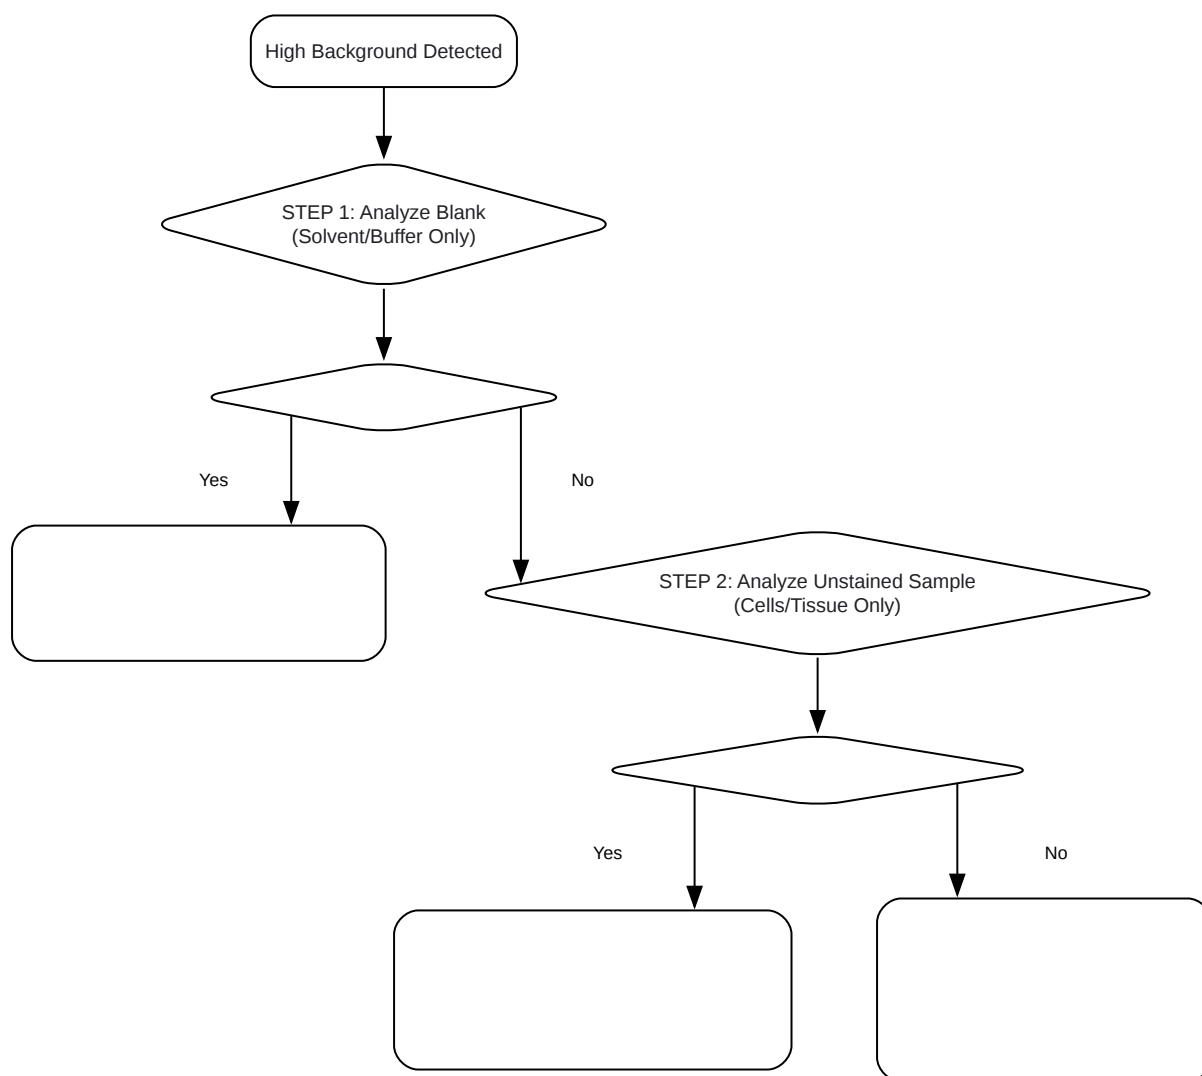 High Background Detected
STEP 1: Analyze Blank
(Solvent/Buffer Only)
Yes
No
STEP 2: Analyze Unstained Sample
(Cells/Tissue Only)
Yes
No